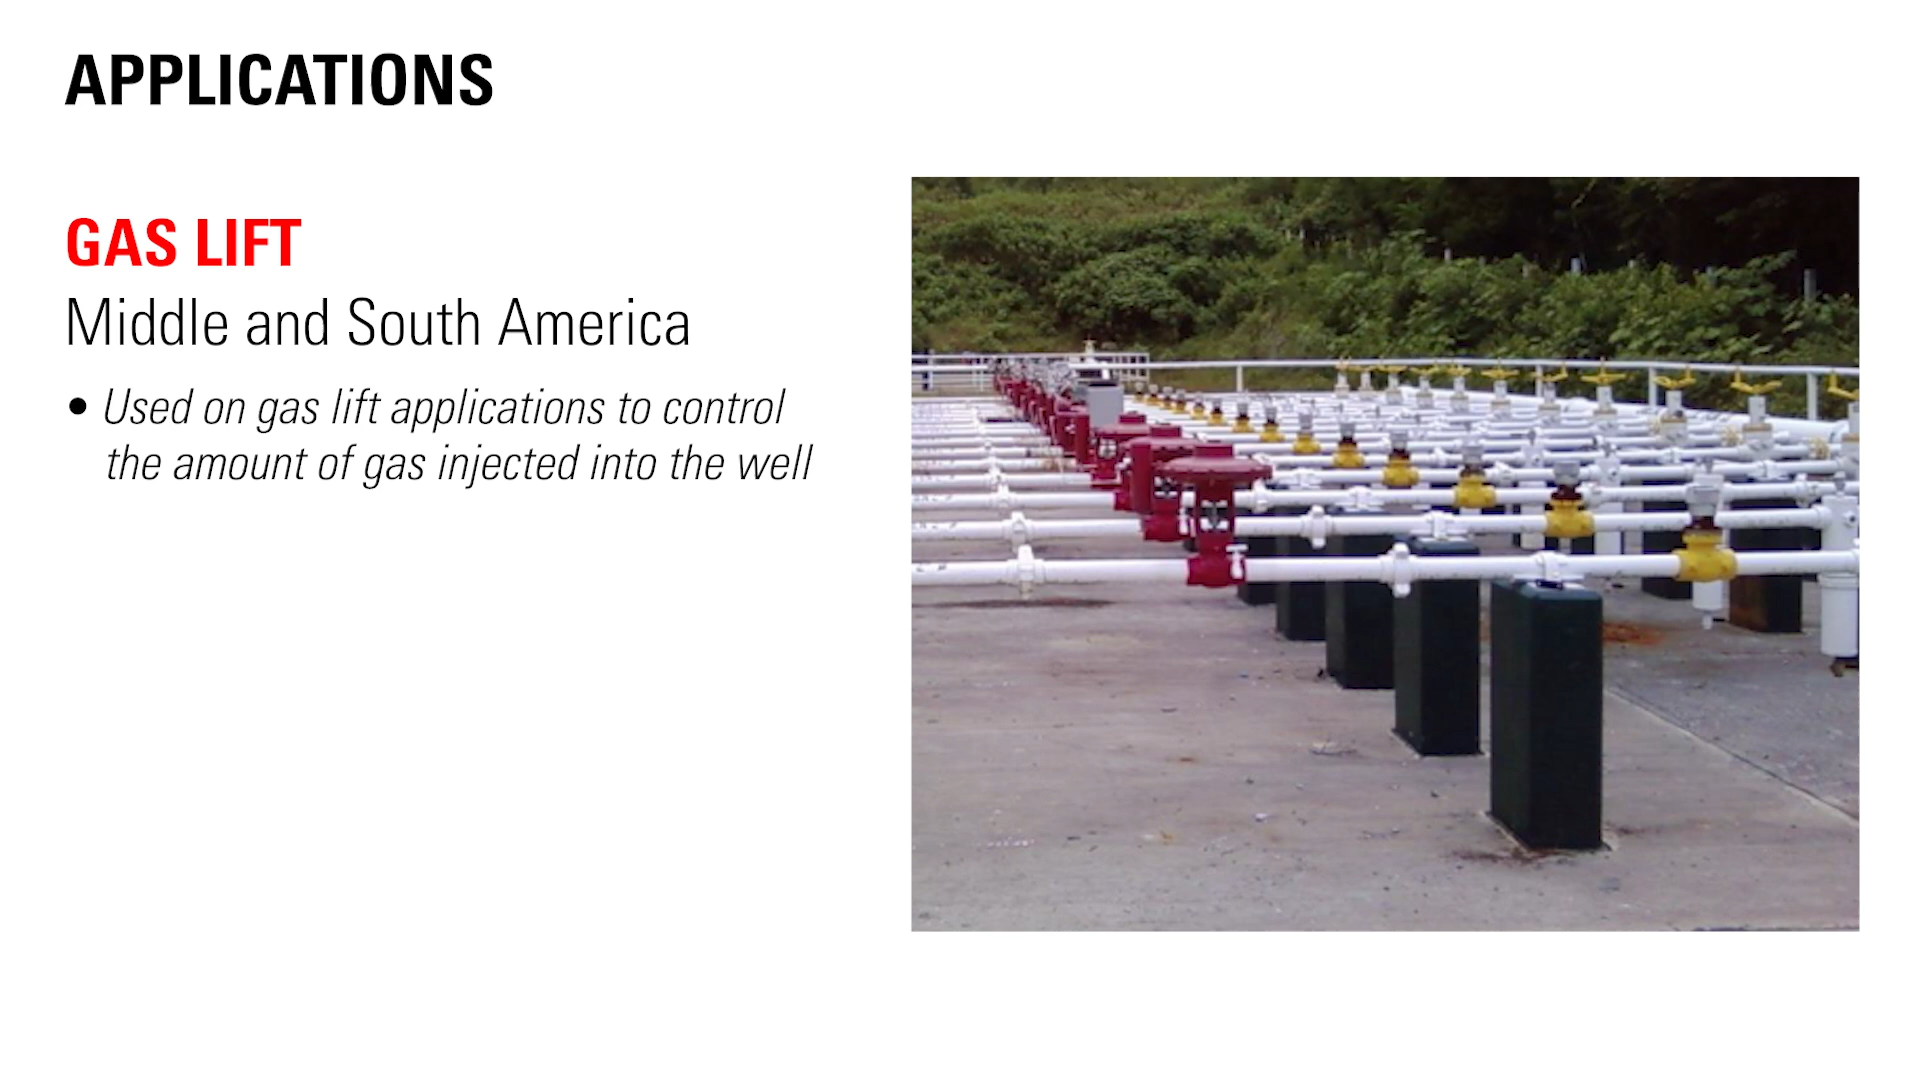 APPLICATIONS
GAS LIFT
Middle and South America
• Used on gas lift applications to control
the amount of gas injected into the well